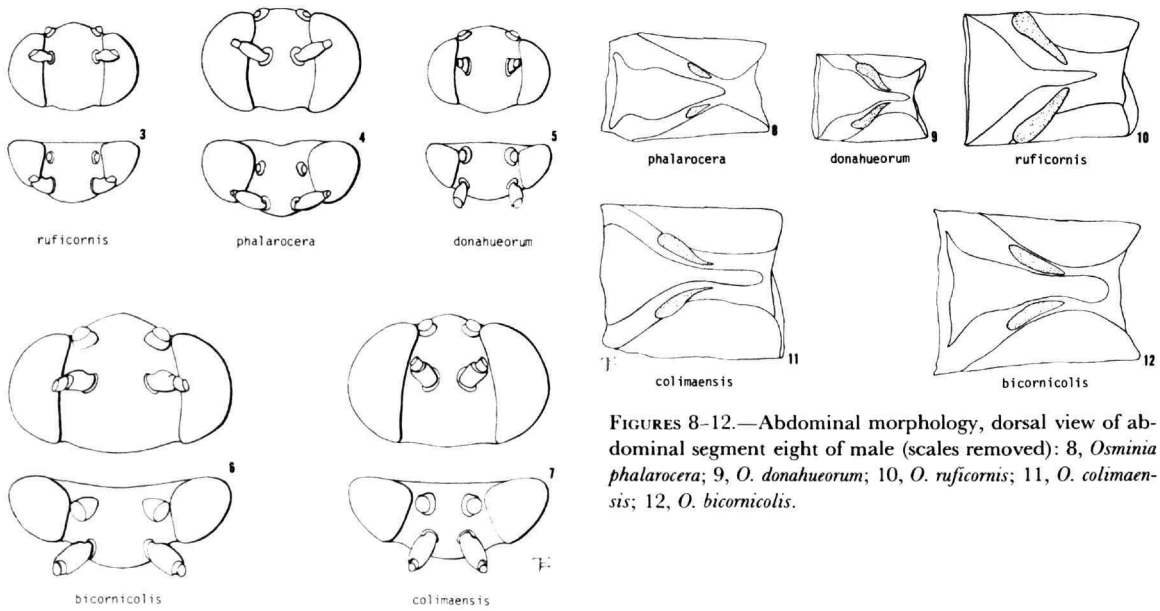 3
4
5
ruficornis
phalarocera
donahueorum
6
7
bicornicolis
colimaensis
8
9
10
phalarocera
donahueorum
ruficornis
11
12
colimaensis
bicornicolis
FIGURES 8–12.—Abdominal morphology, dorsal view of ab-
dominal segment eight of male (scales removed): 8, Osminia
phalarocera; 9, O. donahueorum; 10, O. ruficornis; 11, O. colimaen-
sis; 12, O. bicornicolis.